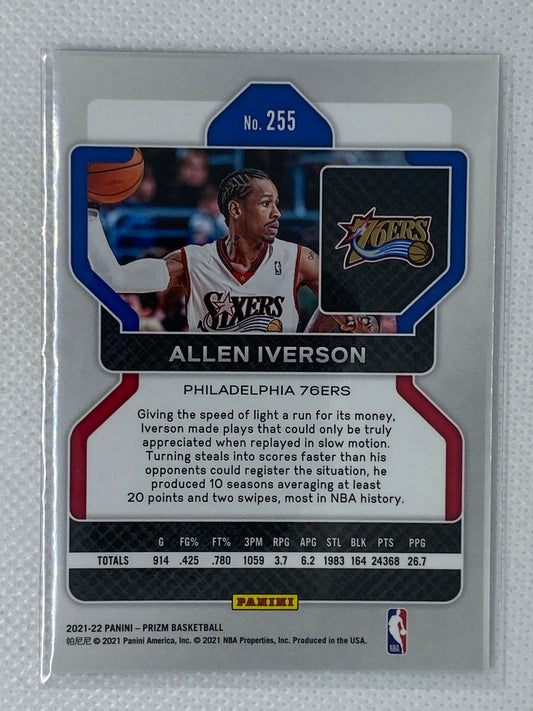 No. 255
76ERS
SIXERS
ALLEN IVERSON
PHILADELPHIA 76ERS
Giving the speed of light a run for its money,
Iverson made plays that could only be truly
appreciated when replayed in slow motion.
Turning steals into scores faster than his
opponents could register the situation, he
produced 10 seasons averaging at least
20 points and two swipes, most in NBA history.
G FG% FT% 3PM RPG APG STL BLK PTS PPG
TOTALS 914 .425 .780 1059 3.7 6.2 1983 164 24368 26.7
PANINI
2021-22 PANINI – PRIZM BASKETBALL
帕尼尼 © 2021 Panini America, Inc. © 2021 NBA Properties, Inc. Produced in the USA.
NBA